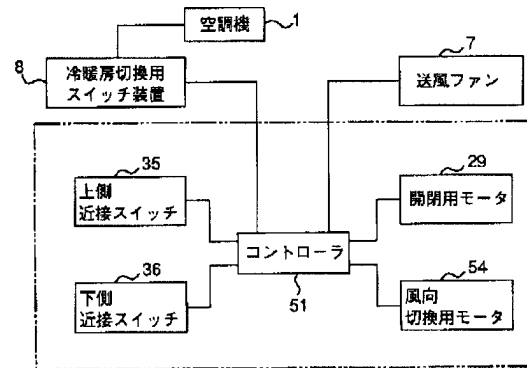 空調機
1
8
冷暖房切換用
スイッチ装置
7
送風ファン
35
上側
近接スイッチ
29
開閉用モータ
コントローラ
51
36
下側
近接スイッチ
54
風向
切換用モータ